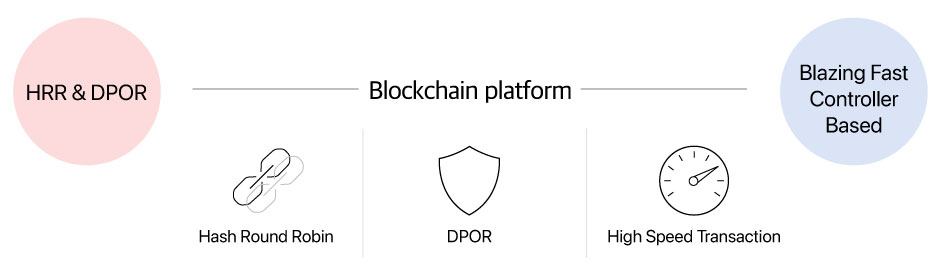 HRR & DPOR
Blockchain platform
Blazing Fast
Controller
Based
Hash Round Robin
DPOR
High Speed Transaction